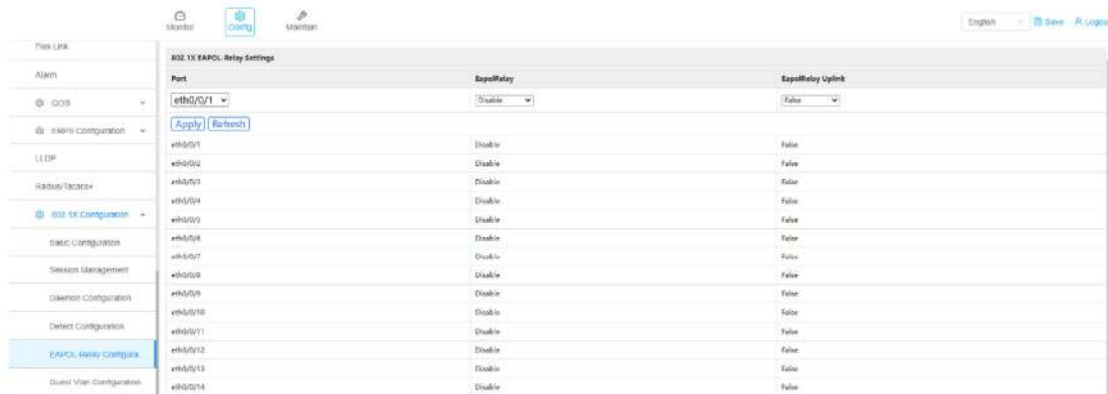 Monitor Config Maintain English Save Logou
Flex Link
802.1X EAPOL-Relay Settings
Alarm
Port EapolRelay EapolRelay Uplink
QOS
eth0/0/1 Disable False
ERPS Configuration
Apply Refresh
LLDP
eth0/0/1 Disable False
eth0/0/2 Disable False
Radius/Tacacs+
eth0/0/3 Disable False
eth0/0/4 Disable False
802.1X Configuration
eth0/0/5 Disable False
Basic Configuration
eth0/0/6 Disable False
eth0/0/7 Disable False
Session Management
eth0/0/8 Disable False
Daemon Configuration
eth0/0/9 Disable False
eth0/0/10 Disable False
Detect Configuration
eth0/0/11 Disable False
EAPOL-Relay Configura...
eth0/0/12 Disable False
eth0/0/13 Disable False
Guest Vlan Configuration
eth0/0/14 Disable False